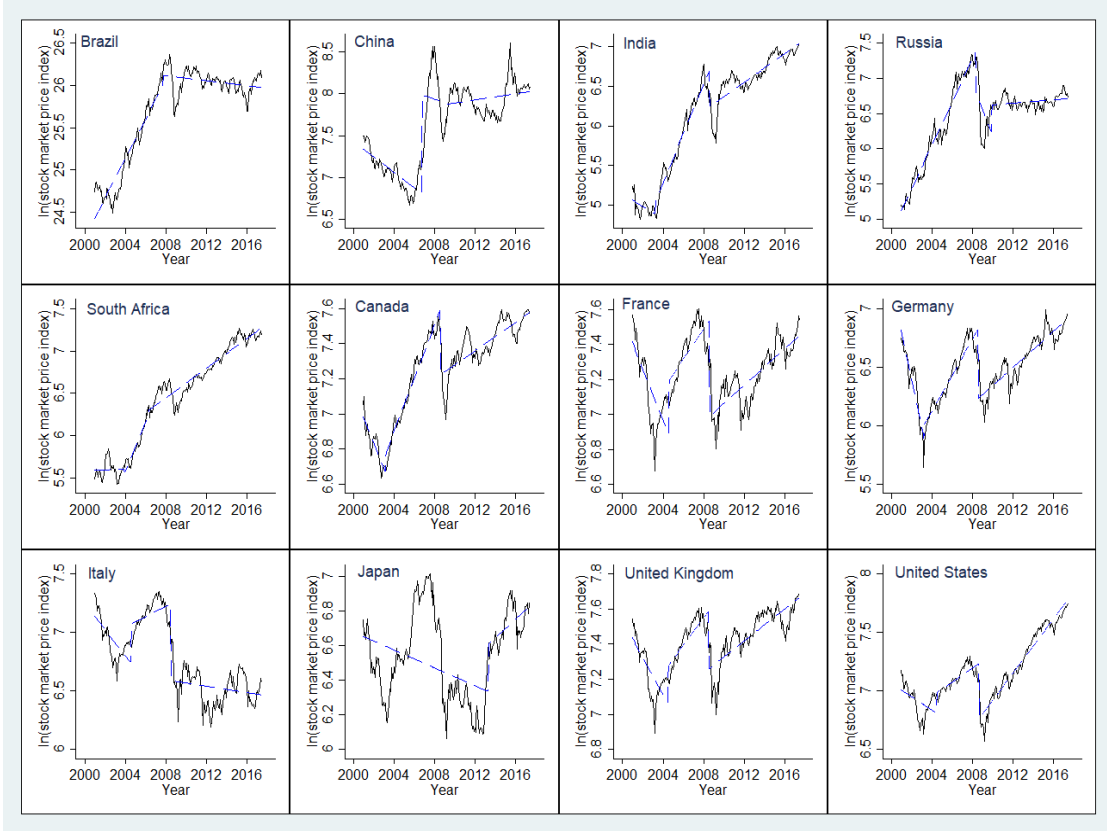 Brazil
ln(stock market price index)
26.5
26
25.5
25
24.5
2000 2004 2008 2012 2016
Year
China
ln(stock market price index)
8.5
8
7.5
7
6.5
2000 2004 2008 2012 2016
Year
India
ln(stock market price index)
7
6.5
6
5.5
5
2000 2004 2008 2012 2016
Year
Russia
ln(stock market price index)
7.5
7
6.5
6
5.5
5
2000 2004 2008 2012 2016
Year
South Africa
ln(stock market price index)
7.5
7
6.5
6
5.5
2000 2004 2008 2012 2016
Year
Canada
ln(stock market price index)
7.6
7.4
7.2
7
6.8
6.6
2000 2004 2008 2012 2016
Year
France
ln(stock market price index)
7.6
7.4
7.2
7
6.8
6.6
2000 2004 2008 2012 2016
Year
Germany
ln(stock market price index)
7
6.5
6
5.5
2000 2004 2008 2012 2016
Year
Italy
ln(stock market price index)
7.5
7
6.5
6
2000 2004 2008 2012 2016
Year
Japan
ln(stock market price index)
7
6.8
6.6
6.4
6.2
6
2000 2004 2008 2012 2016
Year
United Kingdom
ln(stock market price index)
7.8
7.6
7.4
7.2
7
6.8
2000 2004 2008 2012 2016
Year
United States
ln(stock market price index)
8
7.5
7
6.5
2000 2004 2008 2012 2016
Year